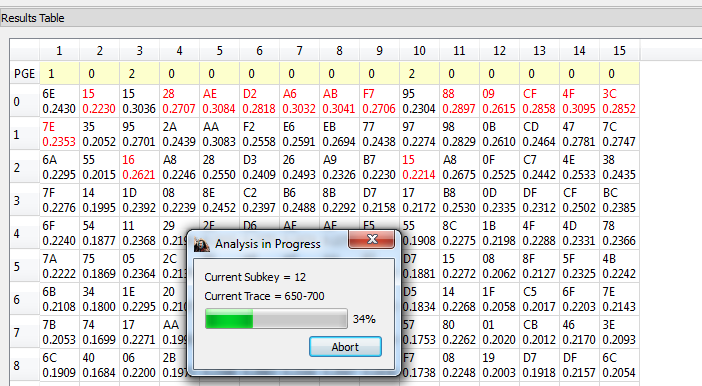 Results Table
1 2 3 4 5 6 7 8 9 10 11 12 13 14 15
PGE 1 0 2 0 0 0 0 0 0 2 0 0 0 0 0
0 6E 15 15 28 AE D2 A6 AB F7 95 88 09 CF 4F 3C
0.2430 0.2230 0.3036 0.2707 0.3084 0.2818 0.3032 0.3041 0.2706 0.2304 0.2897 0.2615 0.2858 0.3095 0.2852
1 7E 35 95 2A AA F2 E6 EB 77 97 98 0B CD 47 7C
0.2353 0.2052 0.2701 0.2439 0.3083 0.2558 0.2591 0.2694 0.2438 0.2274 0.2829 0.2610 0.2464 0.2781 0.2747
2 6A 55 16 A8 28 D3 26 A9 B7 15 A8 0F C7 4E 38
0.2295 0.2015 0.2621 0.2228 0.2550 0.2409 0.2493 0.2326 0.2230 0.2214 0.2675 0.2525 0.2442 0.2533 0.2435
3 7F 14 1D 08 8E C2 B6 8B D7 17 B8 0D DF CF BC
0.2276 0.1995 0.2392 0.2239 0.2452 0.2397 0.2488 0.2292 0.2158 0.2172 0.2530 0.2335 0.2312 0.2502 0.2385
4 6F 54 11 29 55 8C 1B 4F 4D 78
0.2240 0.1877 0.2368 0.1908 0.2275 0.2198 0.2288 0.2331 0.2366
Analysis in Progress
5 7A 75 05 2C D7 15 08 8F 5F 4B
0.2222 0.1869 0.2364 0.1881 0.2272 0.2062 0.2127 0.2325 0.2242
Current Subkey = 12
6 6B 34 1E 20 D5 14 1F C5 6F 7E
Current Trace = 650-700
0.2108 0.1800 0.2295 0.1834 0.2268 0.2058 0.2017 0.2203 0.2143
34%
7 7B 74 17 AA 57 80 01 CB 46 3E
0.2053 0.1699 0.2271 0.1753 0.2262 0.2020 0.2012 0.2170 0.2093
Abort
8 6C 40 06 2B F7 08 19 D7 DF 6C
0.1909 0.1684 0.2200 0.1738 0.2248 0.2003 0.1918 0.2157 0.2054